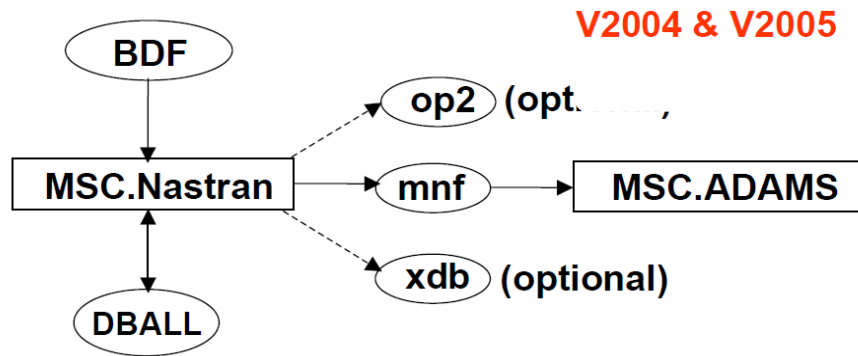 V2004 & V2005
BDF
op2
MSC.Nastran
mnf
MSC.ADAMS
xdb (optional)
DBALL